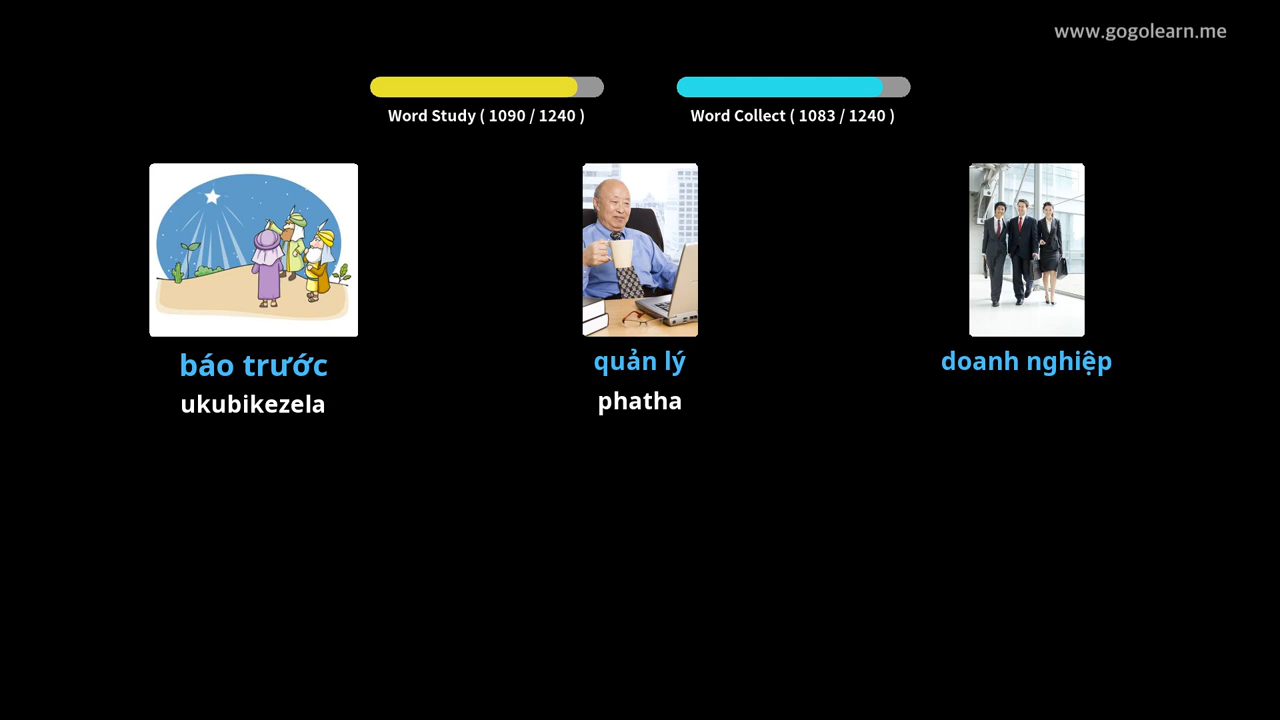 www.gogolearn.me
Word Study ( 1090 / 1240 )
Word Collect ( 1083 / 1240 )
báo trước
ukubikezela
quản lý
phatha
doanh nghiệp